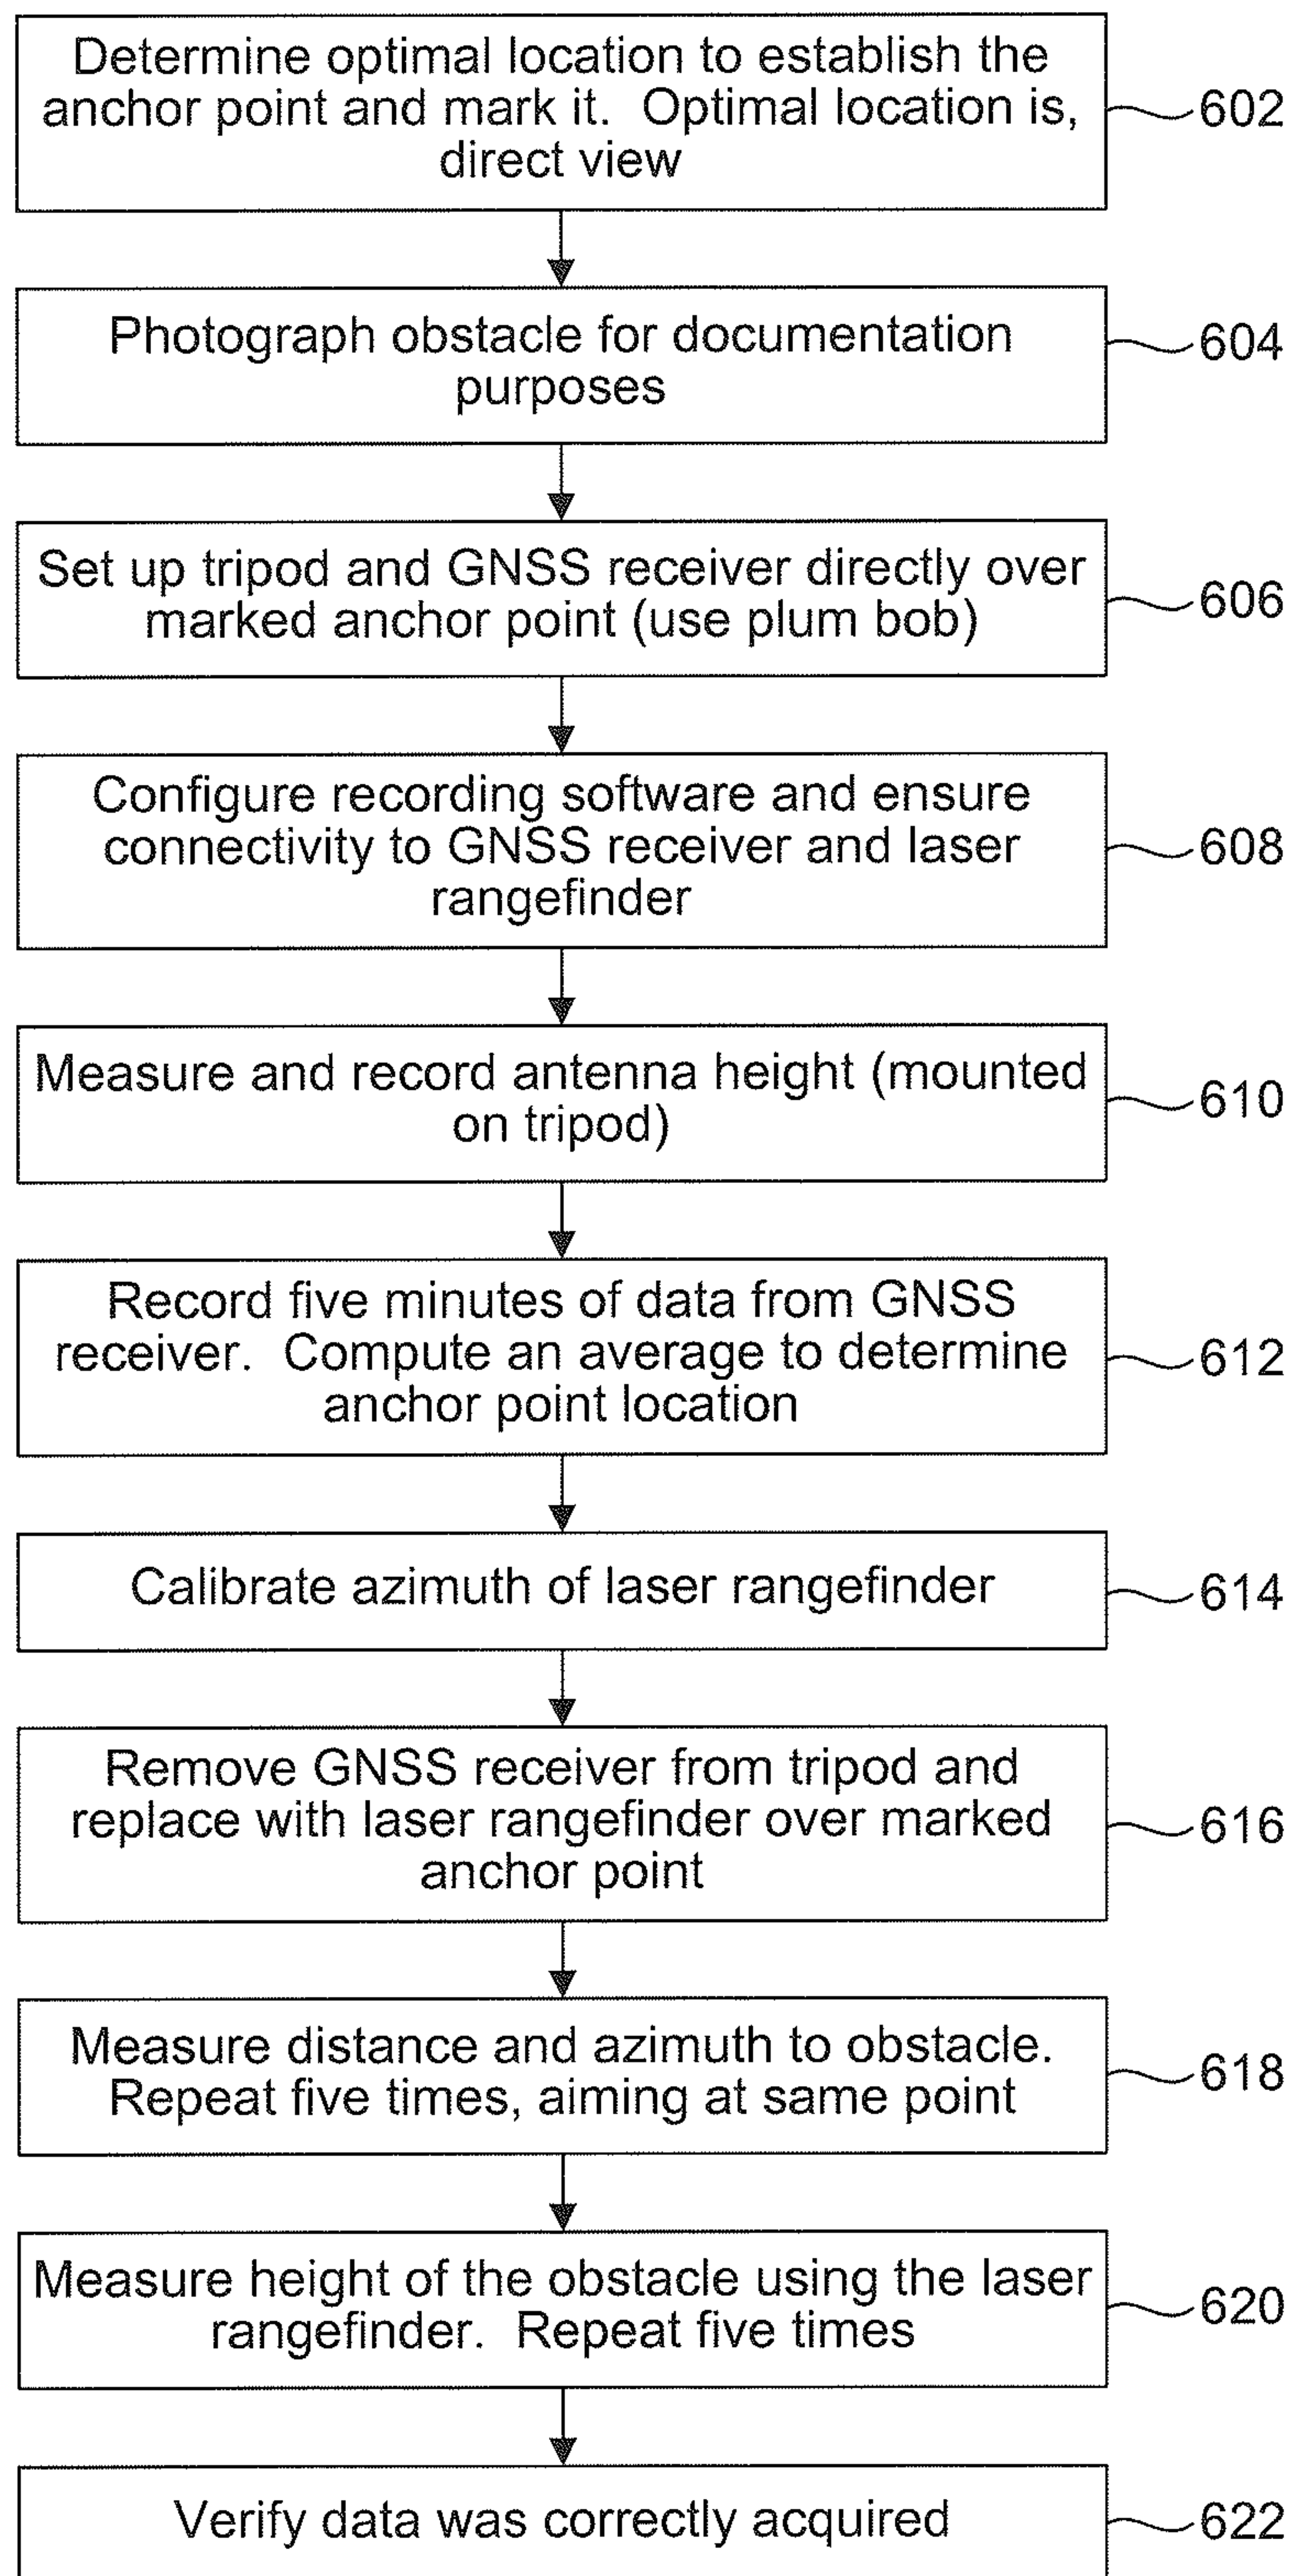 Determine optimal location to establish the
anchor point and mark it.  Optimal location is,
direct view
602
Photograph obstacle for documentation
purposes
604
Set up tripod and GNSS receiver directly over
marked anchor point (use plum bob)
606
Configure recording software and ensure
connectivity to GNSS receiver and laser
rangefinder
608
Measure and record antenna height (mounted
on tripod)
610
Record five minutes of data from GNSS
receiver.  Compute an average to determine
anchor point location
612
Calibrate azimuth of laser rangefinder
614
Remove GNSS receiver from tripod and
replace with laser rangefinder over marked
anchor point
616
Measure distance and azimuth to obstacle.
Repeat five times, aiming at same point
618
Measure height of the obstacle using the laser
rangefinder.  Repeat five times
620
Verify data was correctly acquired
622